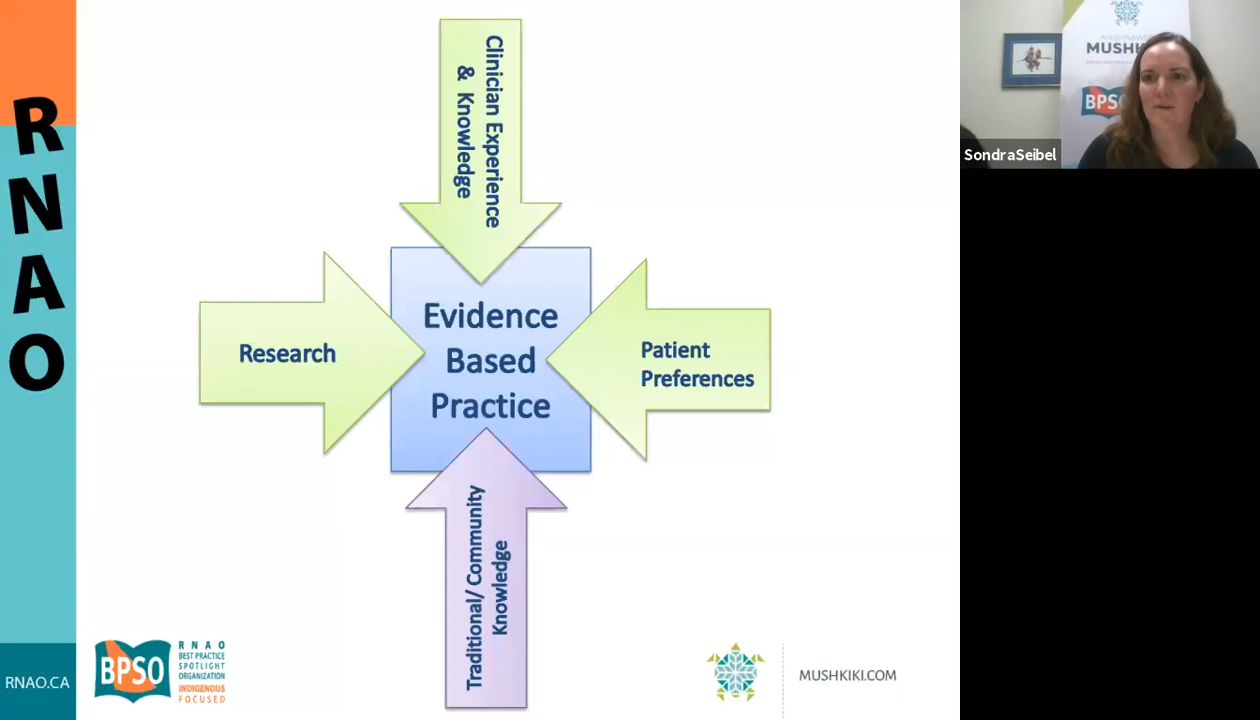 RNAO
RNAO.CA
Clinician Experience
& Knowledge
Research
Evidence
Based
Practice
Patient
Preferences
Traditional/ Community
Knowledge
BPSO
RNAO
BEST PRACTICE
SPOTLIGHT
ORGANIZATION
INDIGENOUS
FOCUSED
MUSHKIKI.COM
BPSO
SondraSeibel